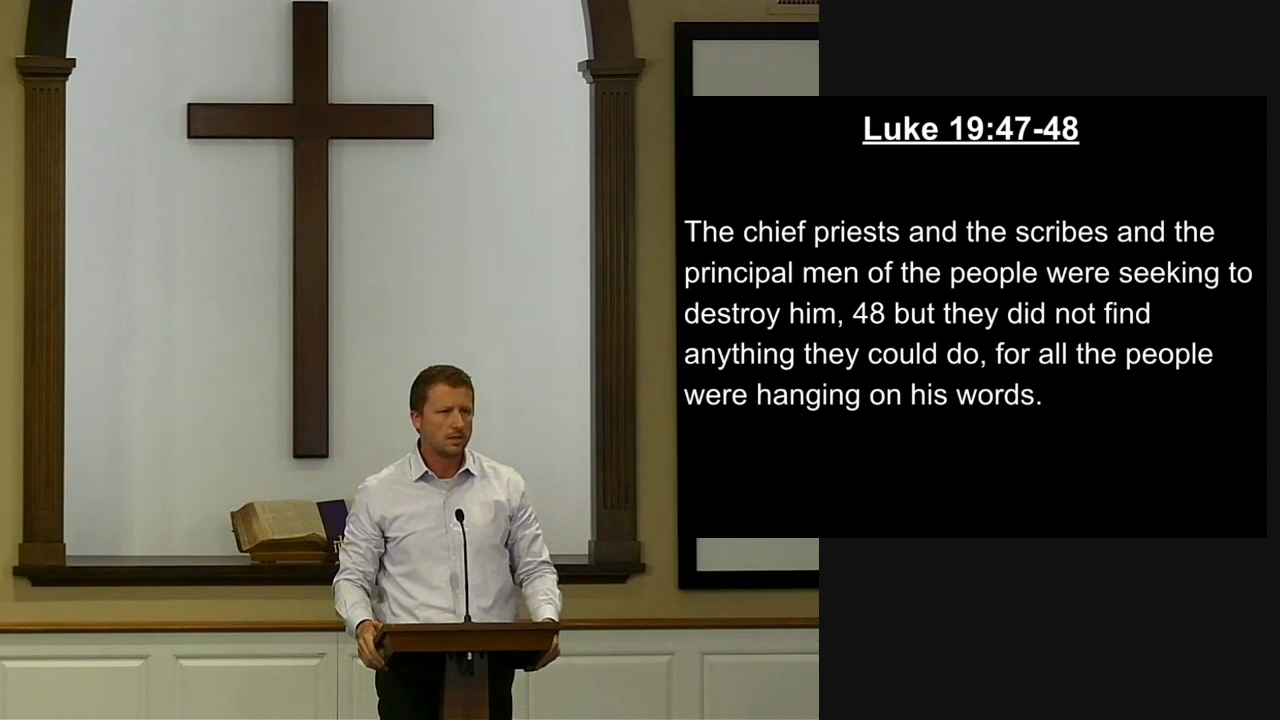 Luke 19:47-48
The chief priests and the scribes and the
principal men of the people were seeking to
destroy him, 48 but they did not find
anything they could do, for all the people
were hanging on his words.